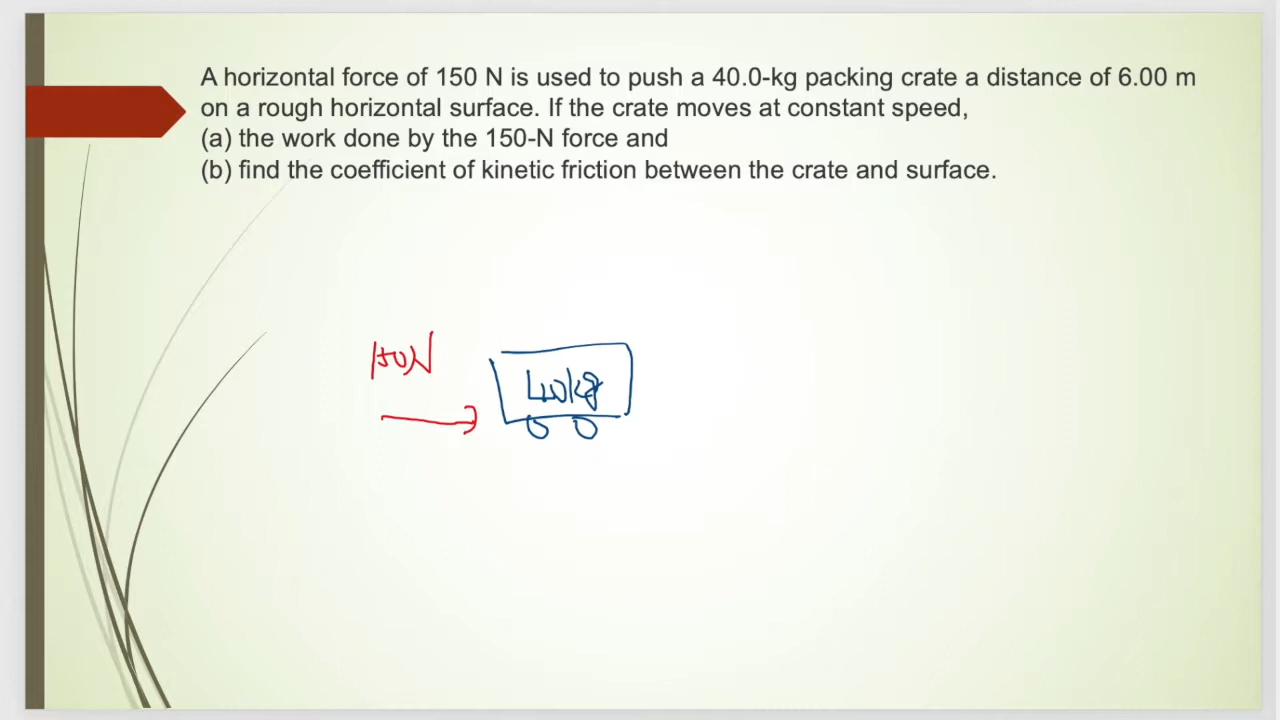 A horizontal force of 150 N is used to push a 40.0-kg packing crate a distance of 6.00 m
on a rough horizontal surface. If the crate moves at constant speed,
(a) the work done by the 150-N force and
(b) find the coefficient of kinetic friction between the crate and surface.
150N
40kg